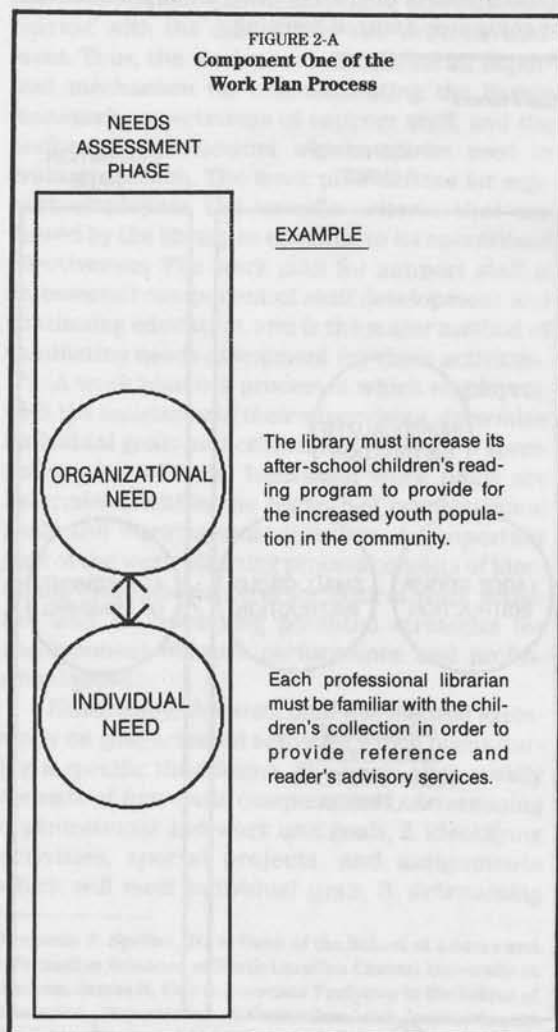 FIGURE 2-A
Component One of the
Work Plan Process
NEEDS
ASSESSMENT
PHASE
EXAMPLE
ORGANIZATIONAL
NEED
The library must increase its
after-school children's read-
ing program to provide for
the increased youth popula-
tion in the community.
INDIVIDUAL
NEED
Each professional librarian
must be familiar with the chil-
dren's collection in order to
provide reference and
reader's advisory services.